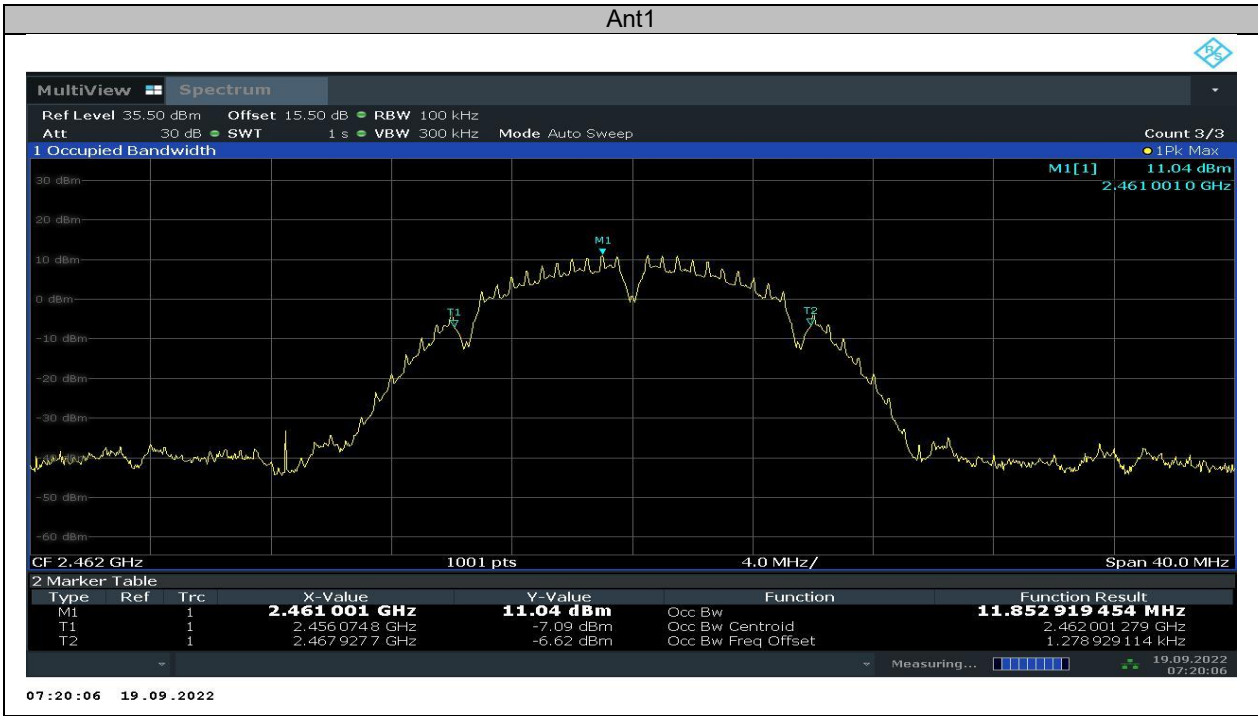 Ant1
R/S
MultiView Spectrum
Ref Level 35.50 dBm Offset 15.50 dB RBW 100 kHz
Att 30 dB SWT 1 s VBW 300 kHz Mode Auto Sweep Count 3/3
1 Occupied Bandwidth 1Pk Max
M1[1] 11.04 dBm
2.461 001 0 GHz
30 dBm
20 dBm
M1
10 dBm
0 dBm
T1 T2
-10 dBm
-20 dBm
-30 dBm
-40 dBm
-50 dBm
-60 dBm
CF 2.462 GHz 1001 pts 4.0 MHz/ Span 40.0 MHz
2 Marker Table
Type Ref Trc X-Value Y-Value Function Function Result
M1 1 2.461 001 GHz 11.04 dBm Occ Bw 11.852 919 454 MHz
T1 1 2.456 074 8 GHz -7.09 dBm Occ Bw Centroid 2.462 001 279 GHz
T2 1 2.467 927 7 GHz -6.62 dBm Occ Bw Freq Offset 1.278 929 114 kHz
Measuring... 19.09.2022
07:20:06
07:20:06 19.09.2022